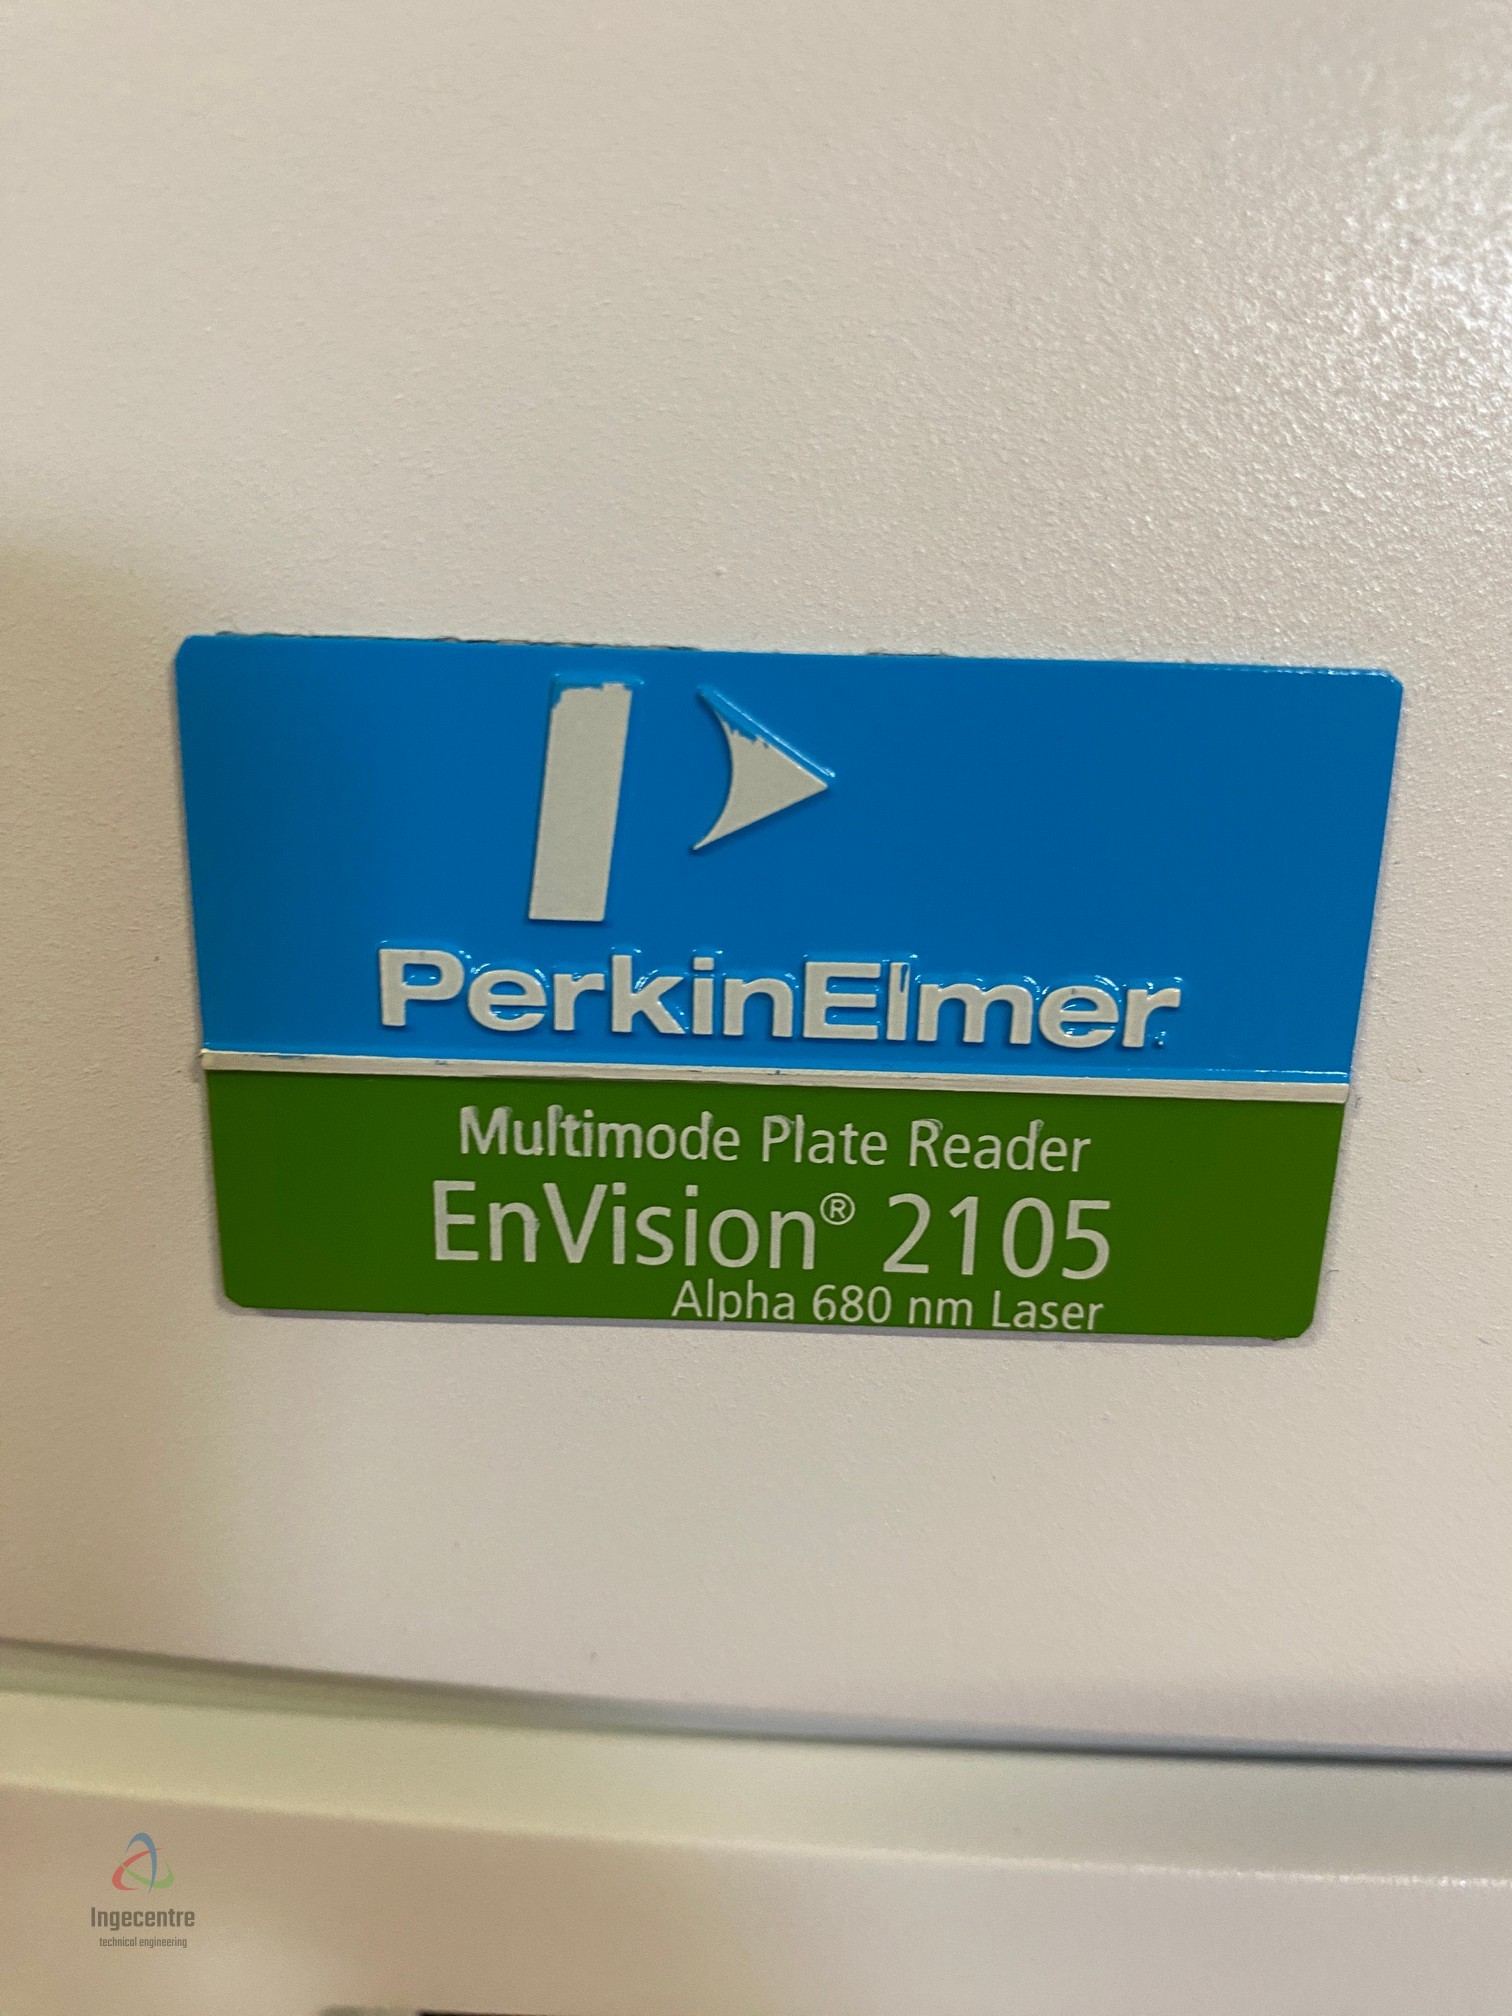 PerkinElmer
Multimode Plate Reader
EnVision® 2105
Alpha 680 nm Laser
Ingecentre
technical engineering